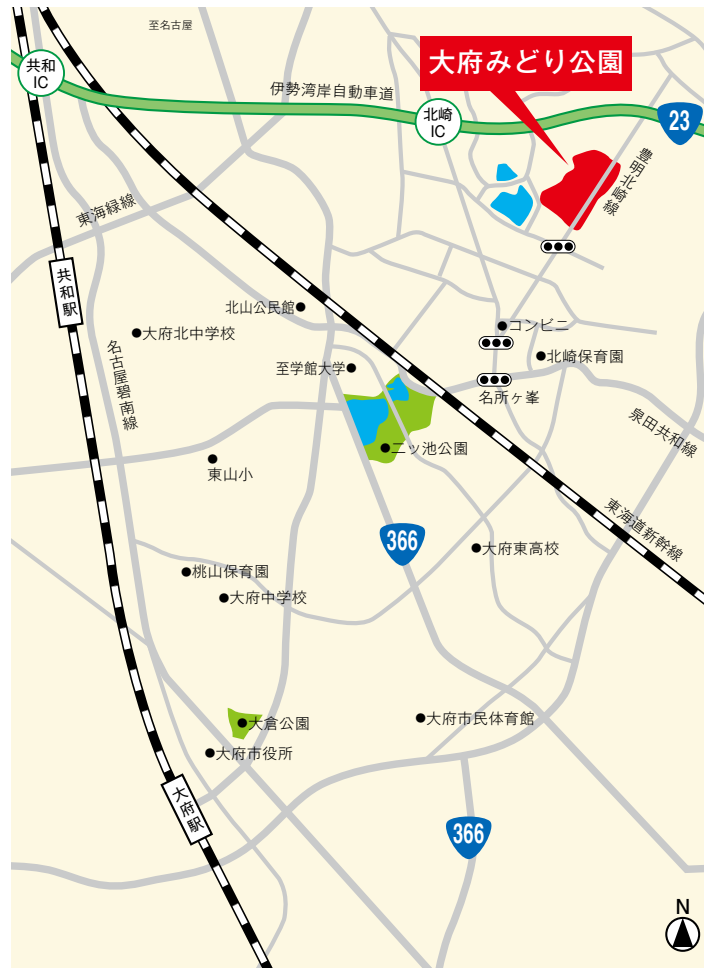 至名古屋
大府みどり公園
共和
IC
伊勢湾岸自動車道
北崎
IC
23
豊明北崎線
東海緑線
共和駅
北山公民館
大府北中学校
コンビニ
名古屋碧南線
至学館大学
北崎保育園
名所ヶ峯
泉田共和線
二ッ池公園
東山小
東海道新幹線
366
大府東高校
桃山保育園
大府中学校
大倉公園
大府市民体育館
大府市役所
大府駅
366
N